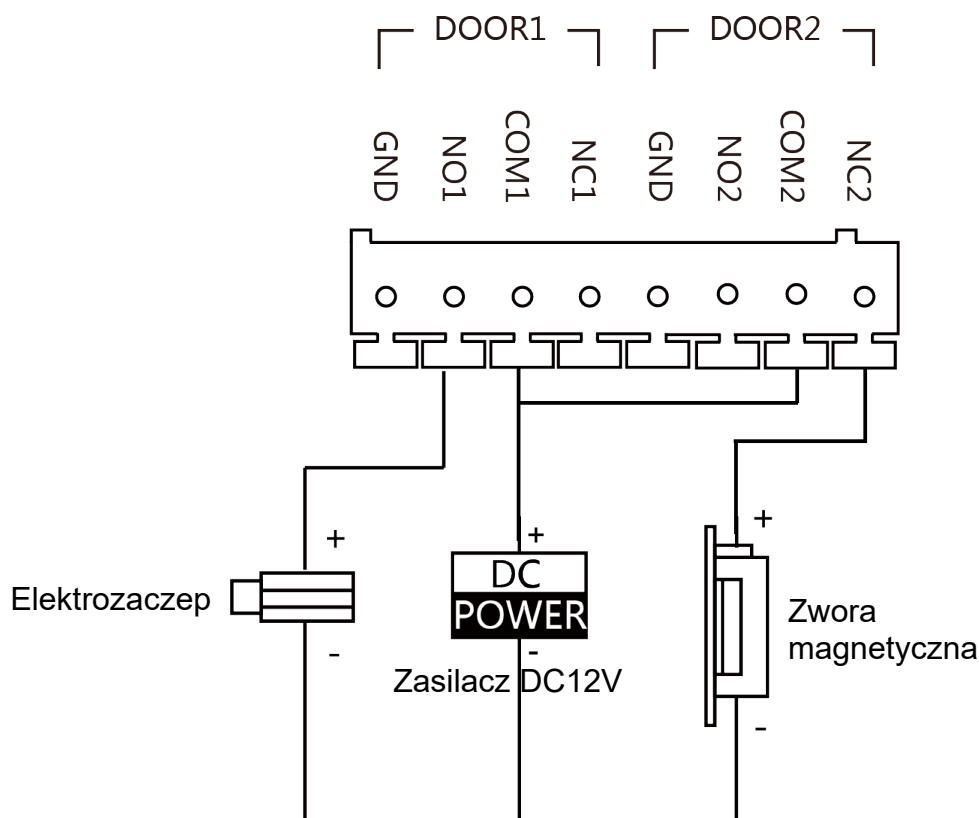 DOOR1 DOOR2
GND NO1 COM1 NC1 GND NO2 COM2 NC2
+ + +
DC
POWER
Elektrozaczep
Zwora
magnetyczna
- - -
Zasilacz DC12V